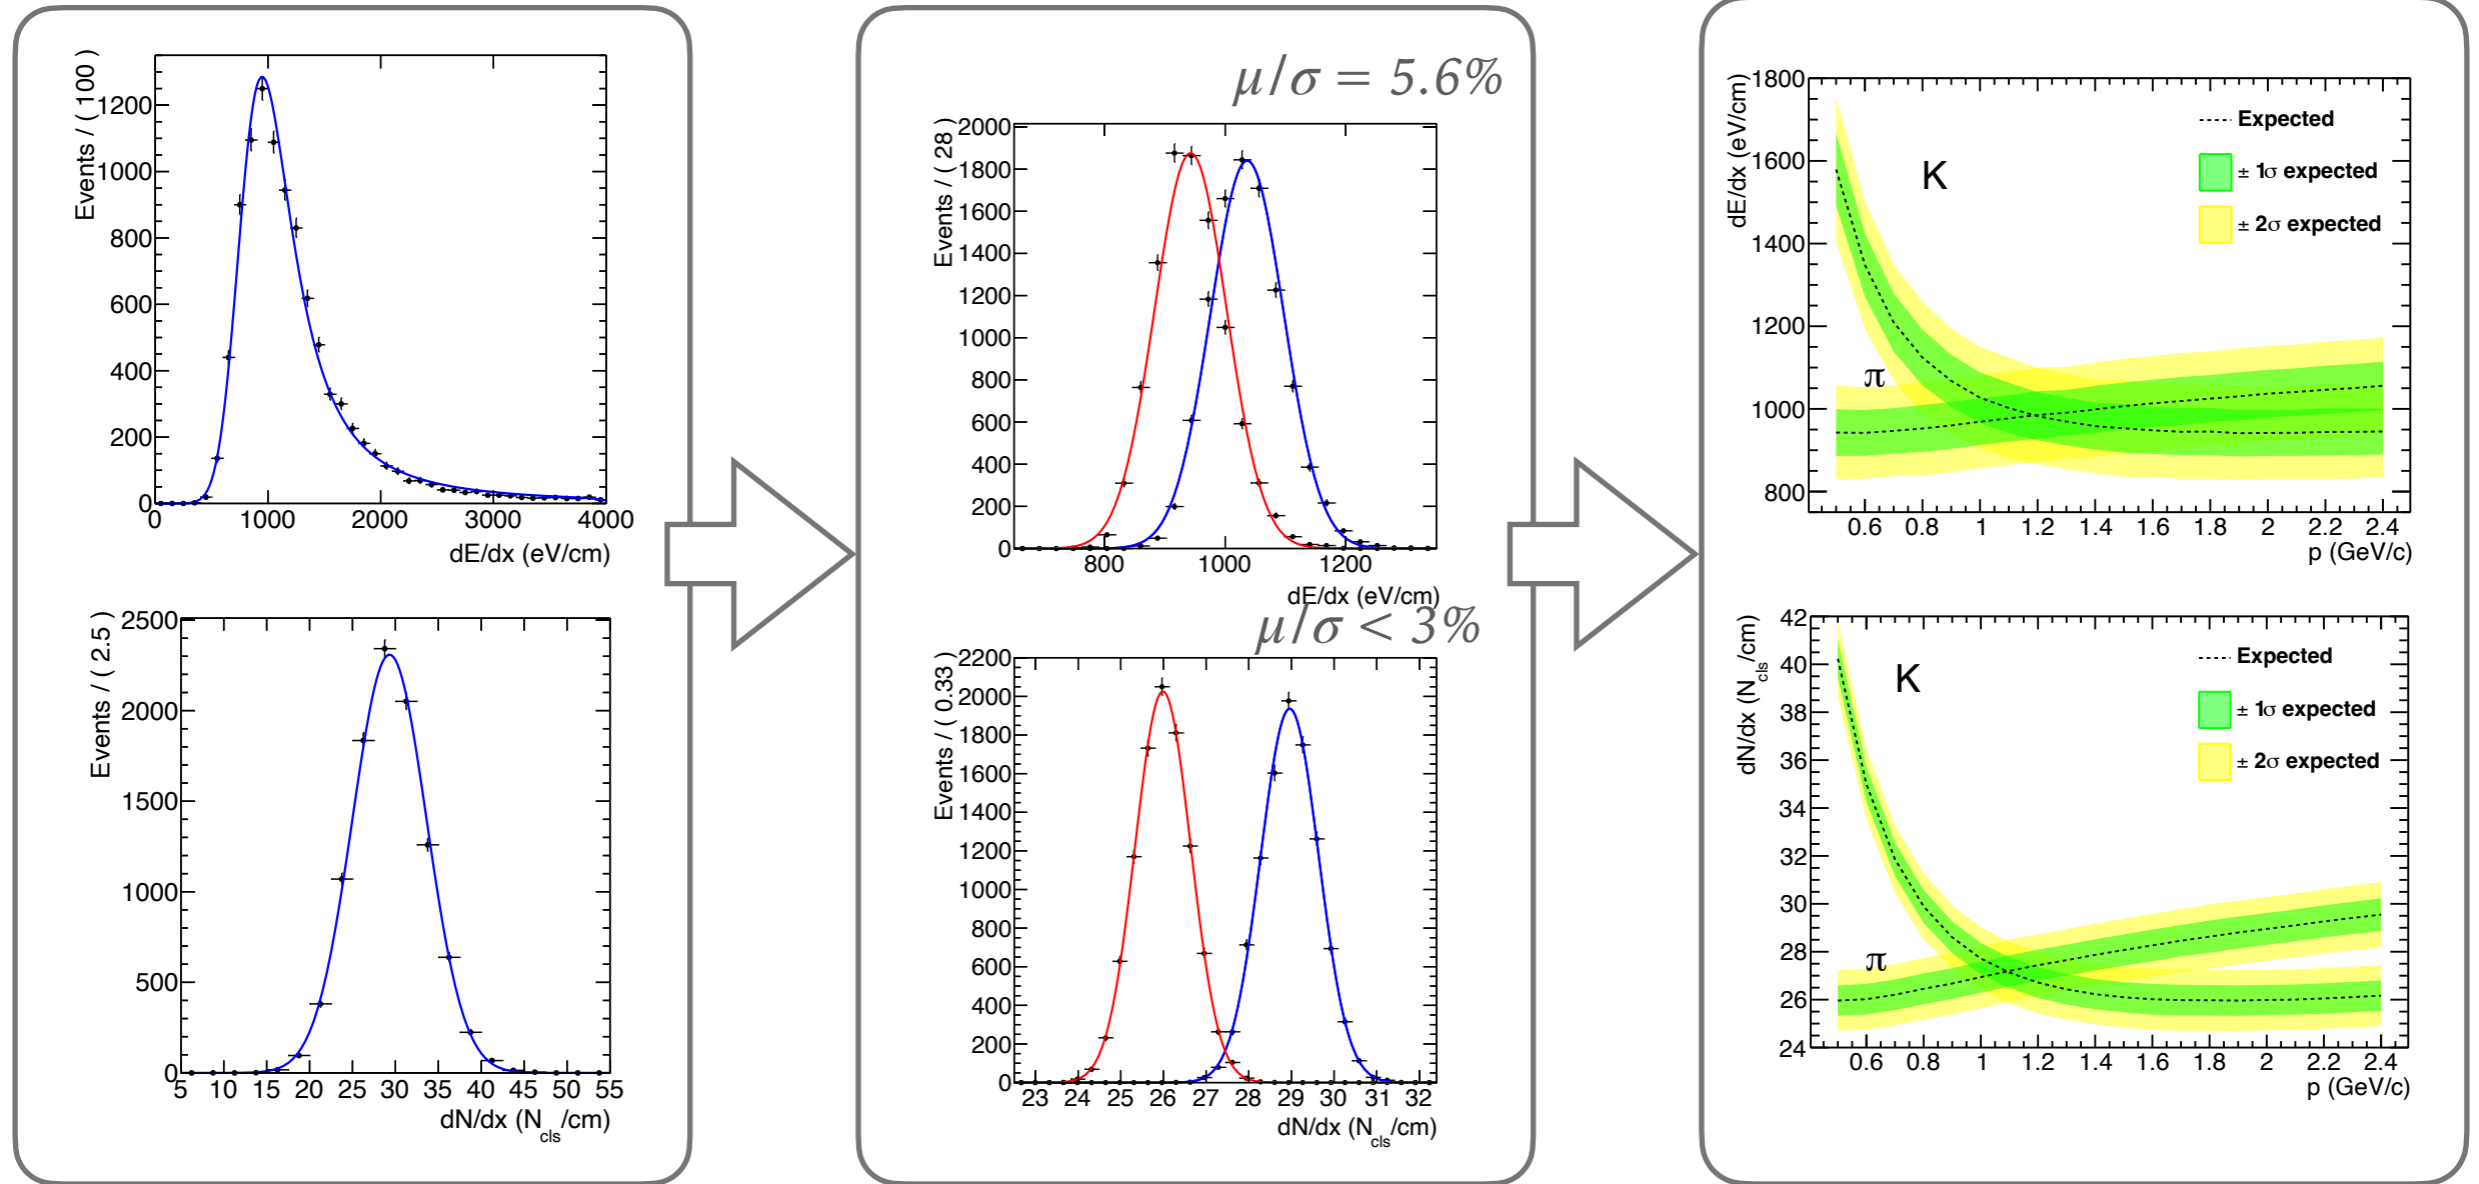 Events / ( 100 )
1200
1000
800
600
400
200
0
0 1000 2000 3000 4000
dE/dx (eV/cm)
Events / ( 2.5 )
2500
2000
1500
1000
500
0
5 10 15 20 25 30 35 40 45 50 55
dN/dx (N_cls/cm)
μ/σ = 5.6%
Events / ( 28 )
2000
1800
1600
1400
1200
1000
800
600
400
200
0
800 1000 1200
dE/dx (eV/cm)
μ/σ < 3%
Events / ( 0.33 )
2200
2000
1800
1600
1400
1200
1000
800
600
400
200
0
23 24 25 26 27 28 29 30 31 32
dN/dx (N_cls/cm)
dE/dx (eV/cm)
1800
1600
1400
1200
1000
800
K
π
Expected
± 1σ expected
± 2σ expected
0.6 0.8 1 1.2 1.4 1.6 1.8 2 2.2 2.4
p (GeV/c)
dN/dx (N_cls/cm)
42
40
38
36
34
32
30
28
26
24
K
π
Expected
± 1σ expected
± 2σ expected
0.6 0.8 1 1.2 1.4 1.6 1.8 2 2.2 2.4
p (GeV/c)